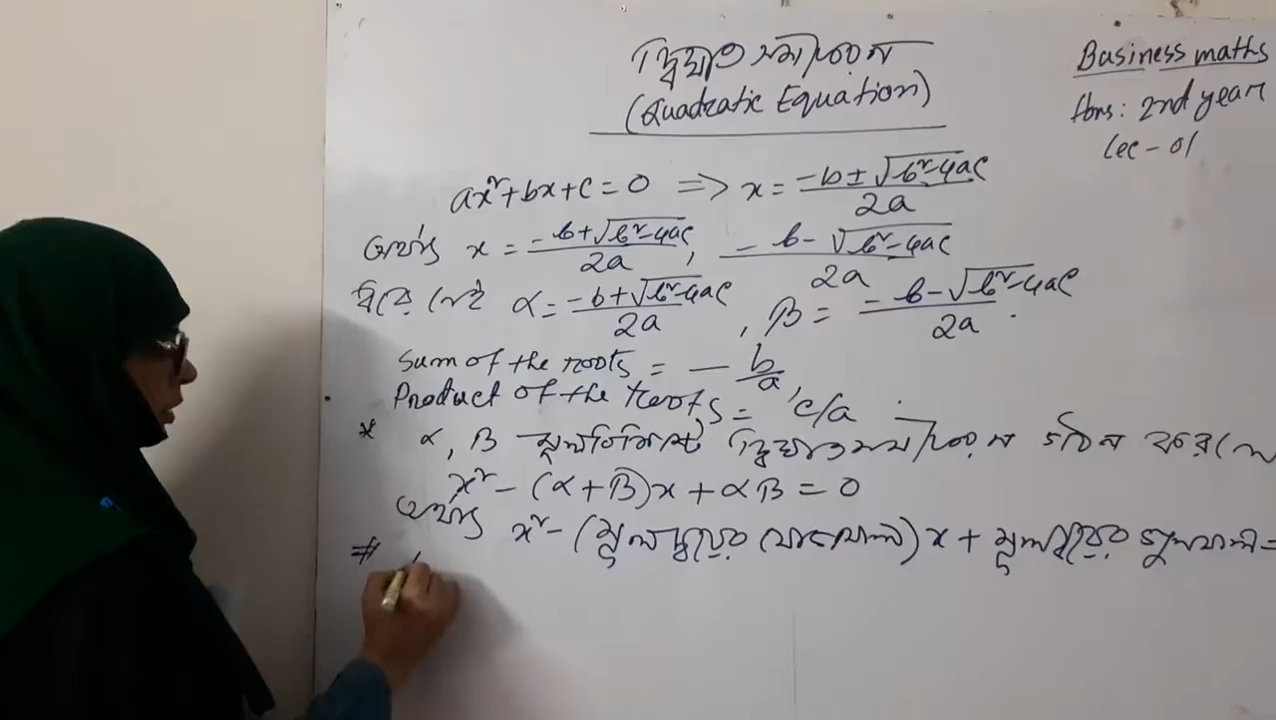 দ্বিঘাত সমীকরণ
(Quadratic Equation)
Business maths
Hons: 2nd year
Lec - 01
ax²+bx+c = 0 => x = -b ± √b²-4ac / 2a
অর্থাৎ x = -b+√b²-4ac / 2a , -b-√b²-4ac / 2a
ধরে নেই α = -b+√b²-4ac / 2a , β = -b-√b²-4ac / 2a .
Sum of the roots = - b/a ,
Product of the roots = c/a .
* α, β মূলবিশিষ্ট দ্বিঘাত সমীকরণ গঠন করলে
x² - (α+β)x + αβ = 0
অর্থাৎ x² - (মূলদ্বয়ের যোগফল)x + মূলদ্বয়ের গুণফল =
#